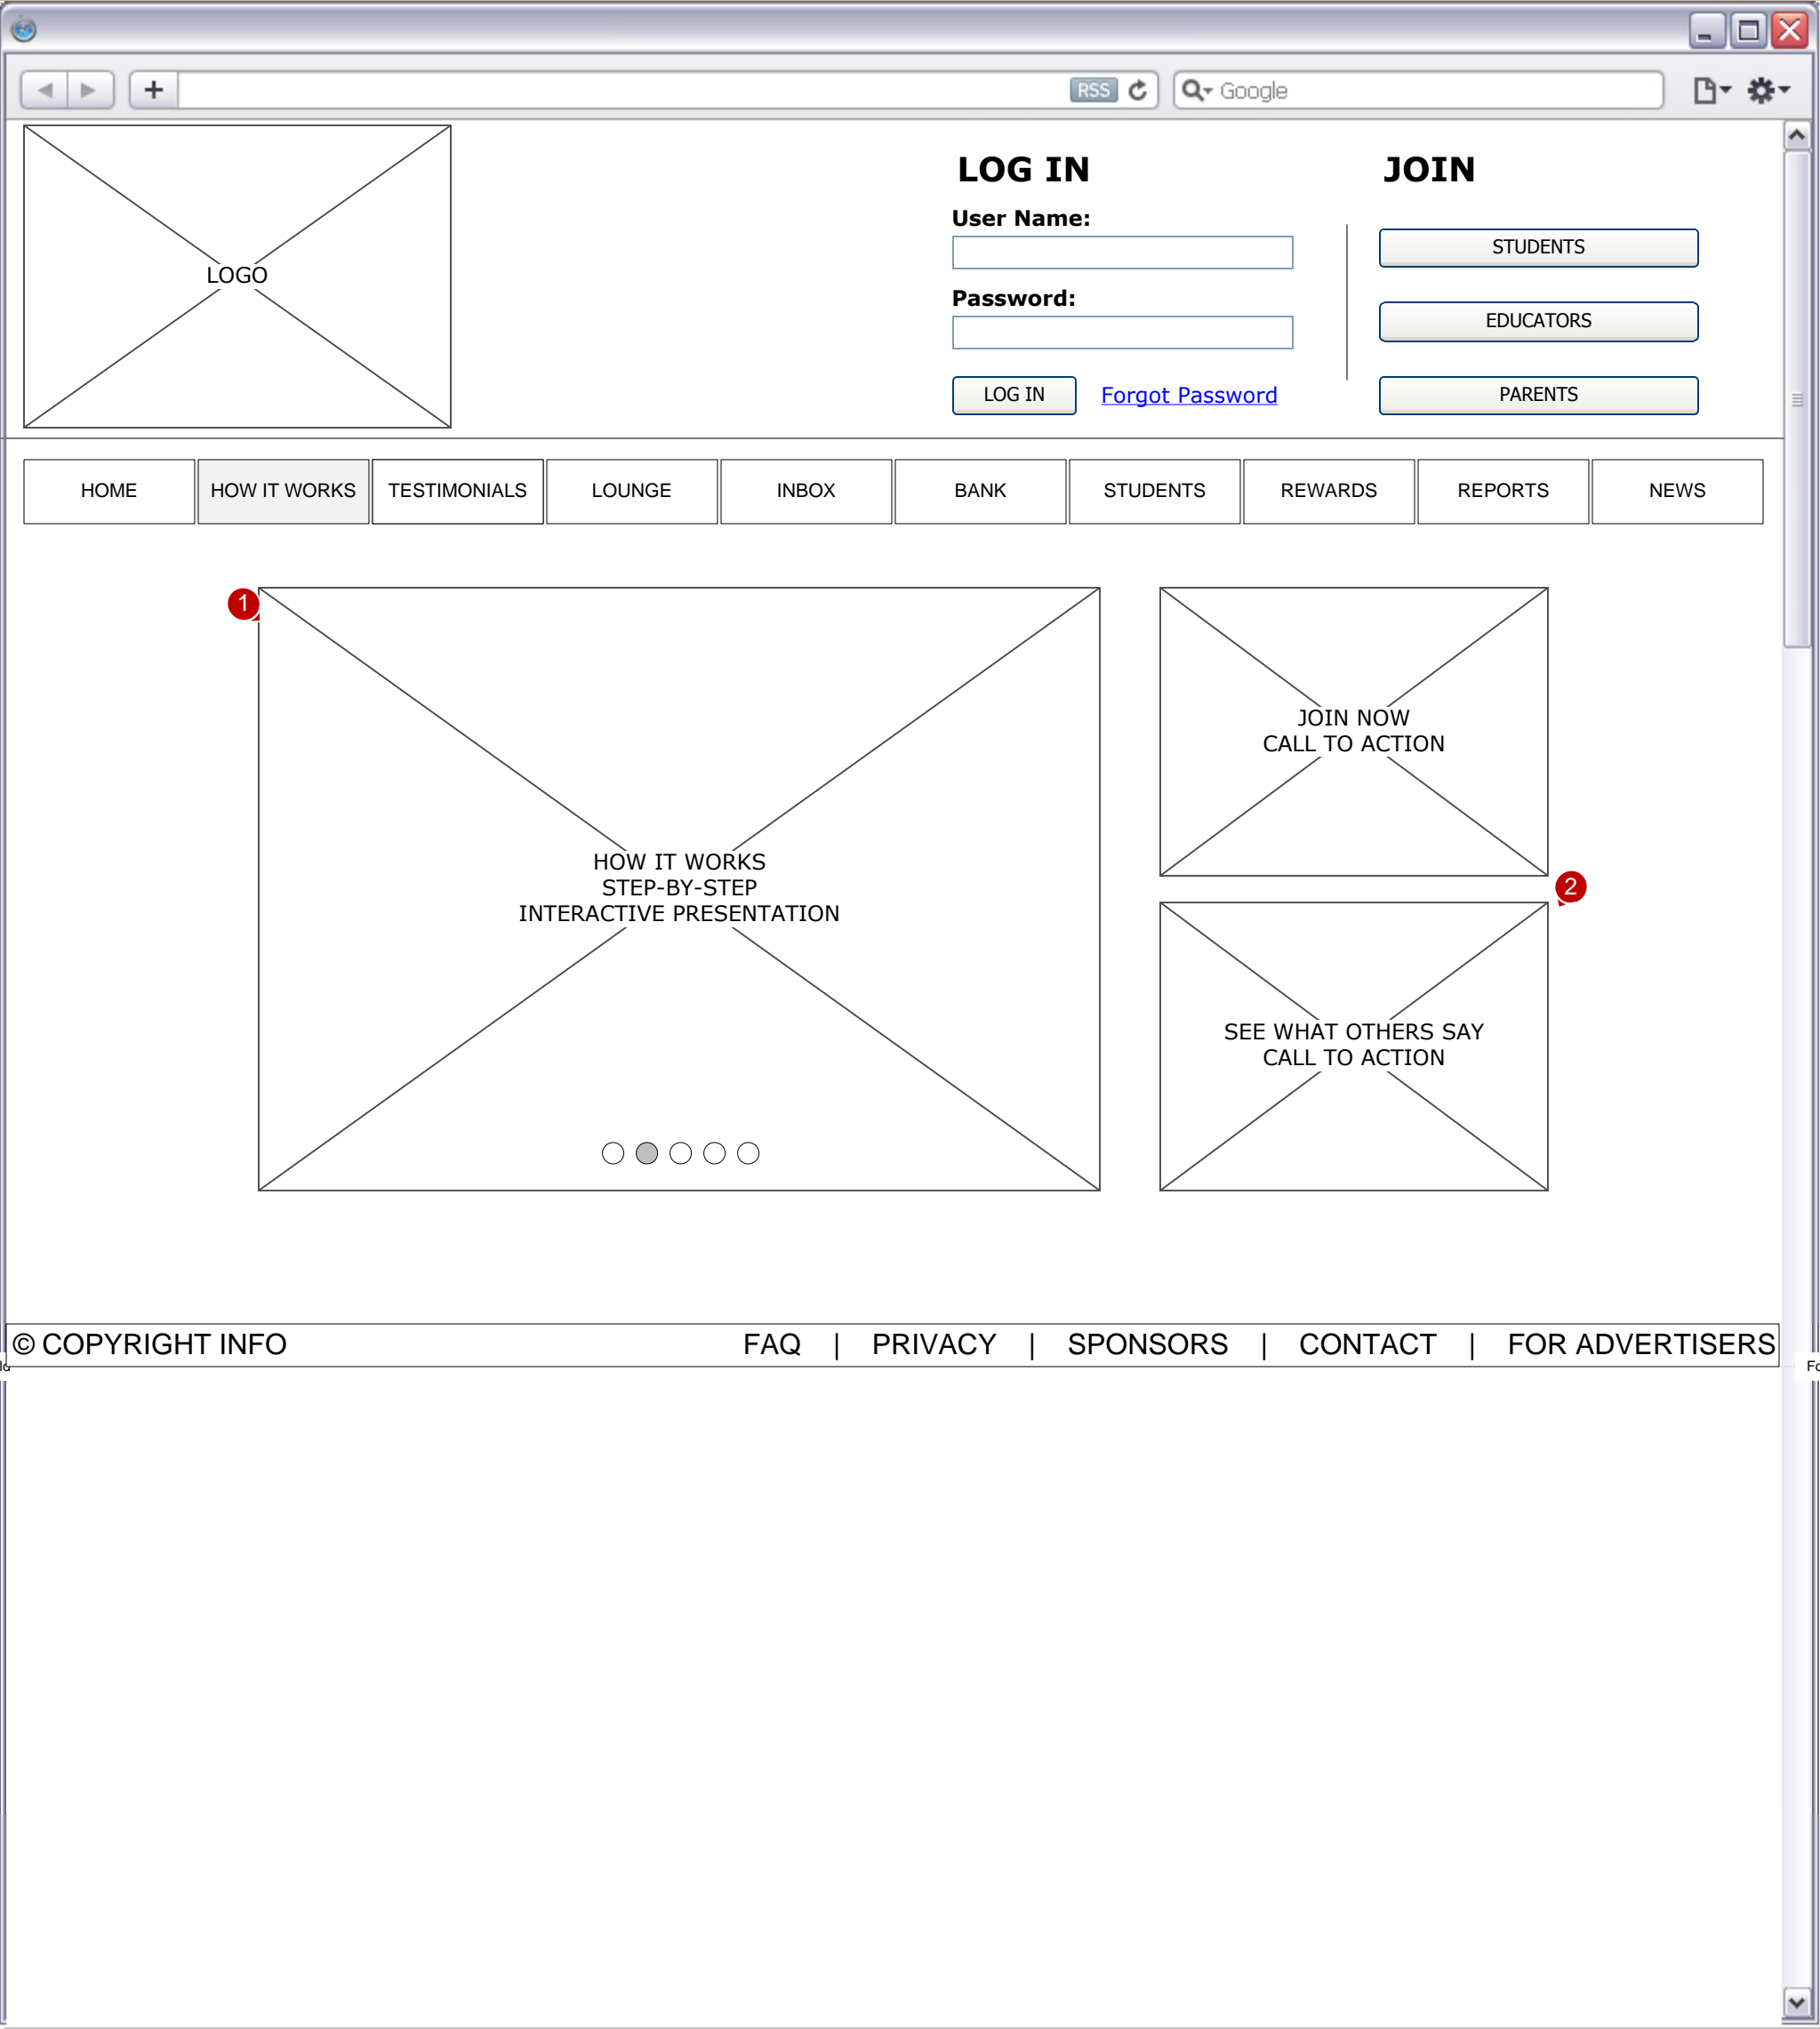 RSS
Google
LOG IN
JOIN
User Name:
Password:
LOG IN
Forgot Password
STUDENTS
EDUCATORS
PARENTS
LOGO
HOME
HOW IT WORKS
TESTIMONIALS
LOUNGE
INBOX
BANK
STUDENTS
REWARDS
REPORTS
NEWS
1
HOW IT WORKS
STEP-BY-STEP
INTERACTIVE PRESENTATION
JOIN NOW
CALL TO ACTION
2
SEE WHAT OTHERS SAY
CALL TO ACTION
© COPYRIGHT INFO
FAQ | PRIVACY | SPONSORS | CONTACT | FOR ADVERTISERS